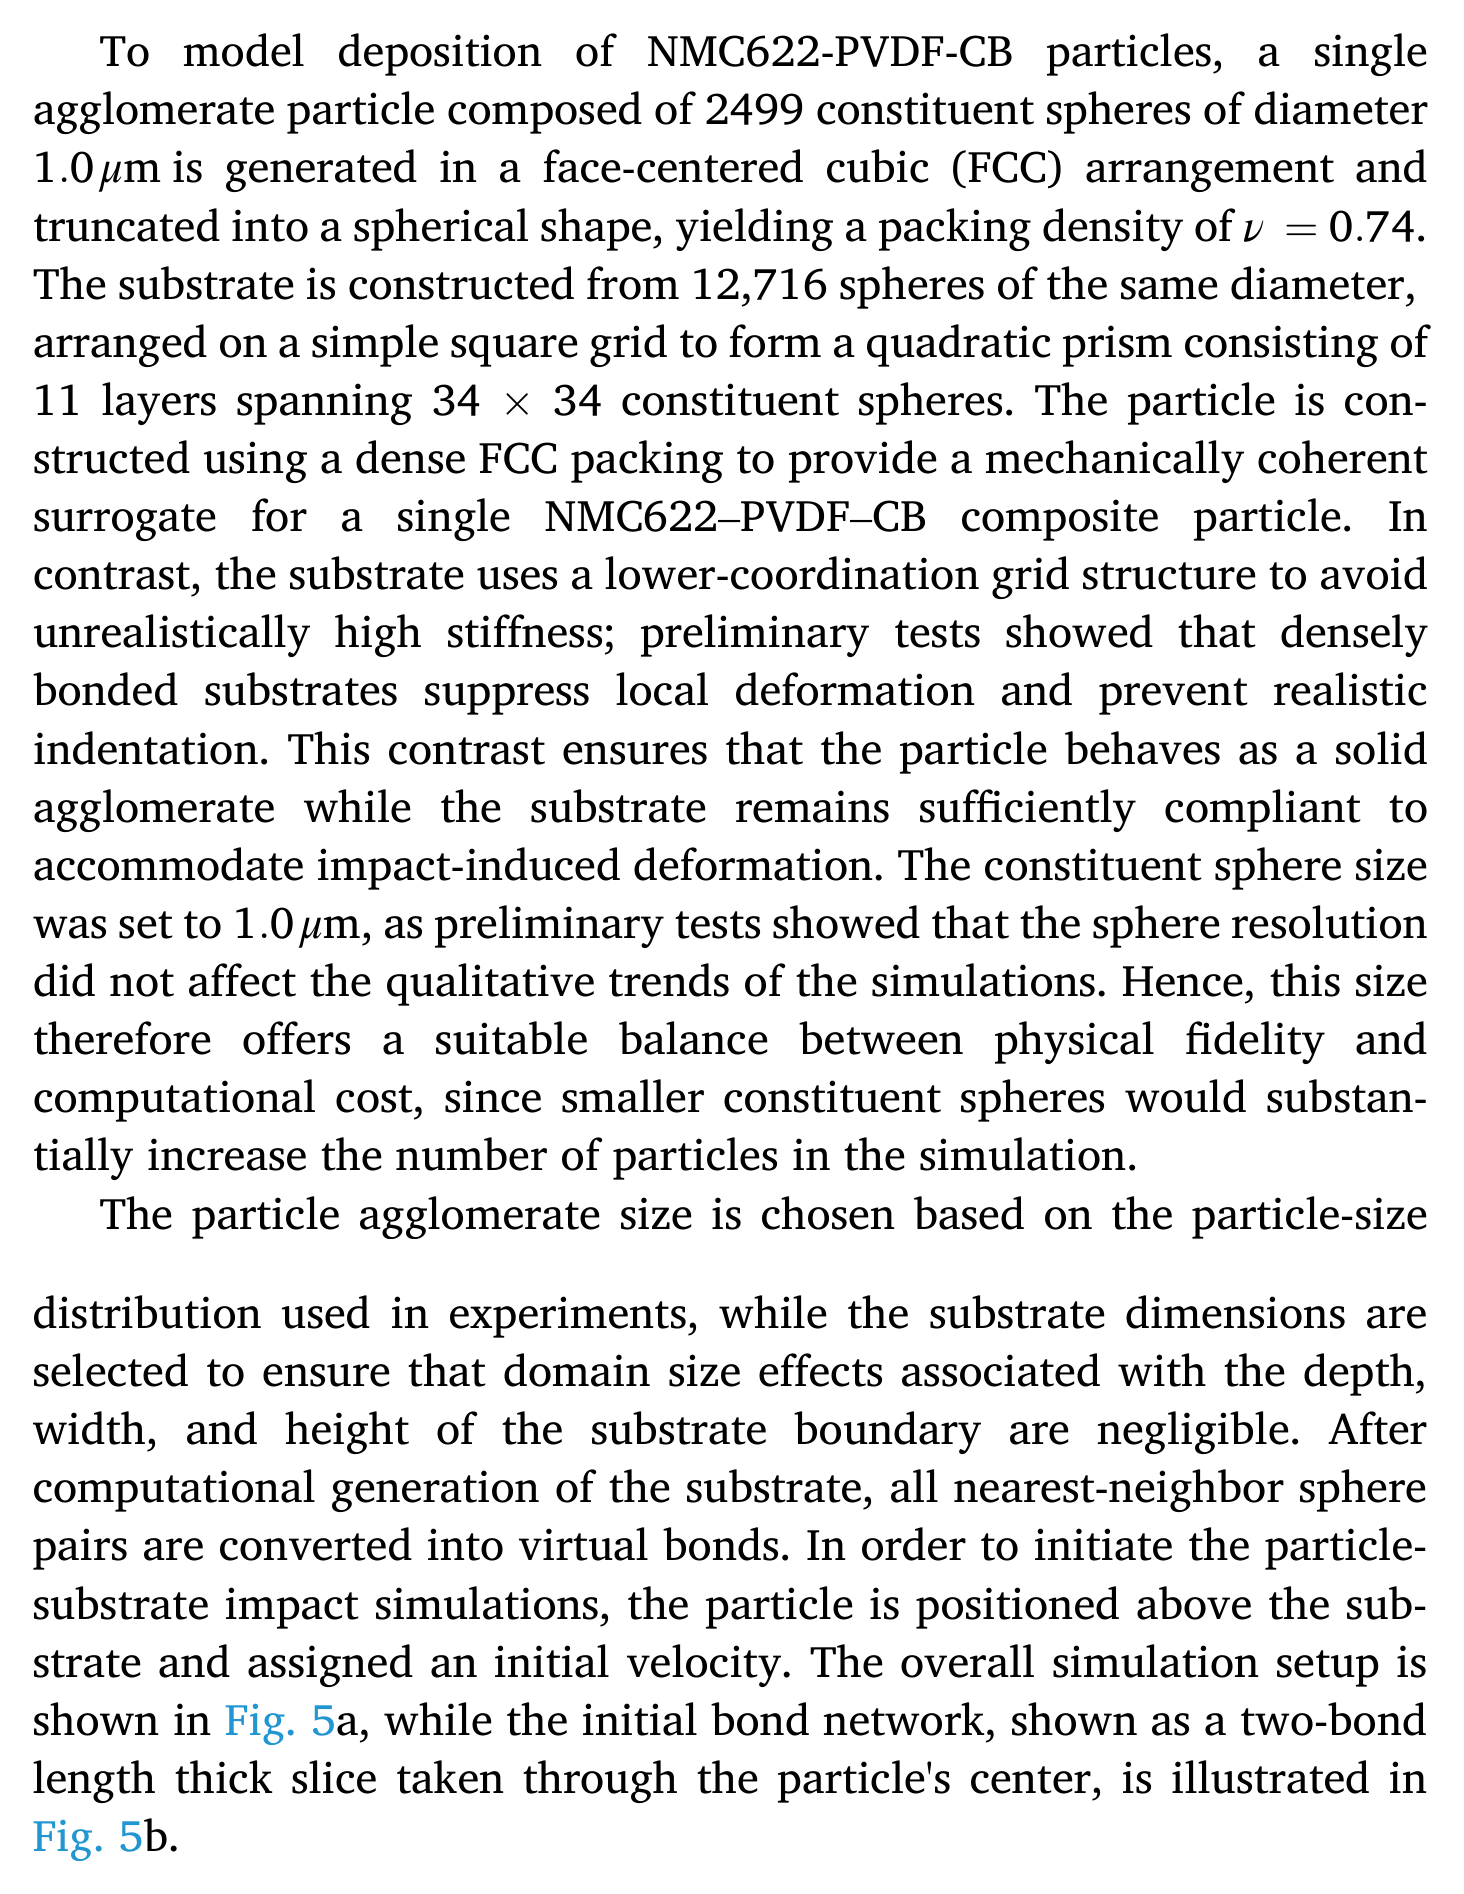 To model deposition of NMC622-PVDF-CB particles, a single
agglomerate particle composed of 2499 constituent spheres of diameter
1.0 μm is generated in a face-centered cubic (FCC) arrangement and
truncated into a spherical shape, yielding a packing density of ν = 0.74.
The substrate is constructed from 12,716 spheres of the same diameter,
arranged on a simple square grid to form a quadratic prism consisting of
11 layers spanning 34 × 34 constituent spheres. The particle is con-
structed using a dense FCC packing to provide a mechanically coherent
surrogate for a single NMC622–PVDF–CB composite particle. In
contrast, the substrate uses a lower-coordination grid structure to avoid
unrealistically high stiffness; preliminary tests showed that densely
bonded substrates suppress local deformation and prevent realistic
indentation. This contrast ensures that the particle behaves as a solid
agglomerate while the substrate remains sufficiently compliant to
accommodate impact-induced deformation. The constituent sphere size
was set to 1.0 μm, as preliminary tests showed that the sphere resolution
did not affect the qualitative trends of the simulations. Hence, this size
therefore offers a suitable balance between physical fidelity and
computational cost, since smaller constituent spheres would substan-
tially increase the number of particles in the simulation.
The particle agglomerate size is chosen based on the particle-size
distribution used in experiments, while the substrate dimensions are
selected to ensure that domain size effects associated with the depth,
width, and height of the substrate boundary are negligible. After
computational generation of the substrate, all nearest-neighbor sphere
pairs are converted into virtual bonds. In order to initiate the particle-
substrate impact simulations, the particle is positioned above the sub-
strate and assigned an initial velocity. The overall simulation setup is
shown in Fig. 5a, while the initial bond network, shown as a two-bond
length thick slice taken through the particle's center, is illustrated in
Fig. 5b.